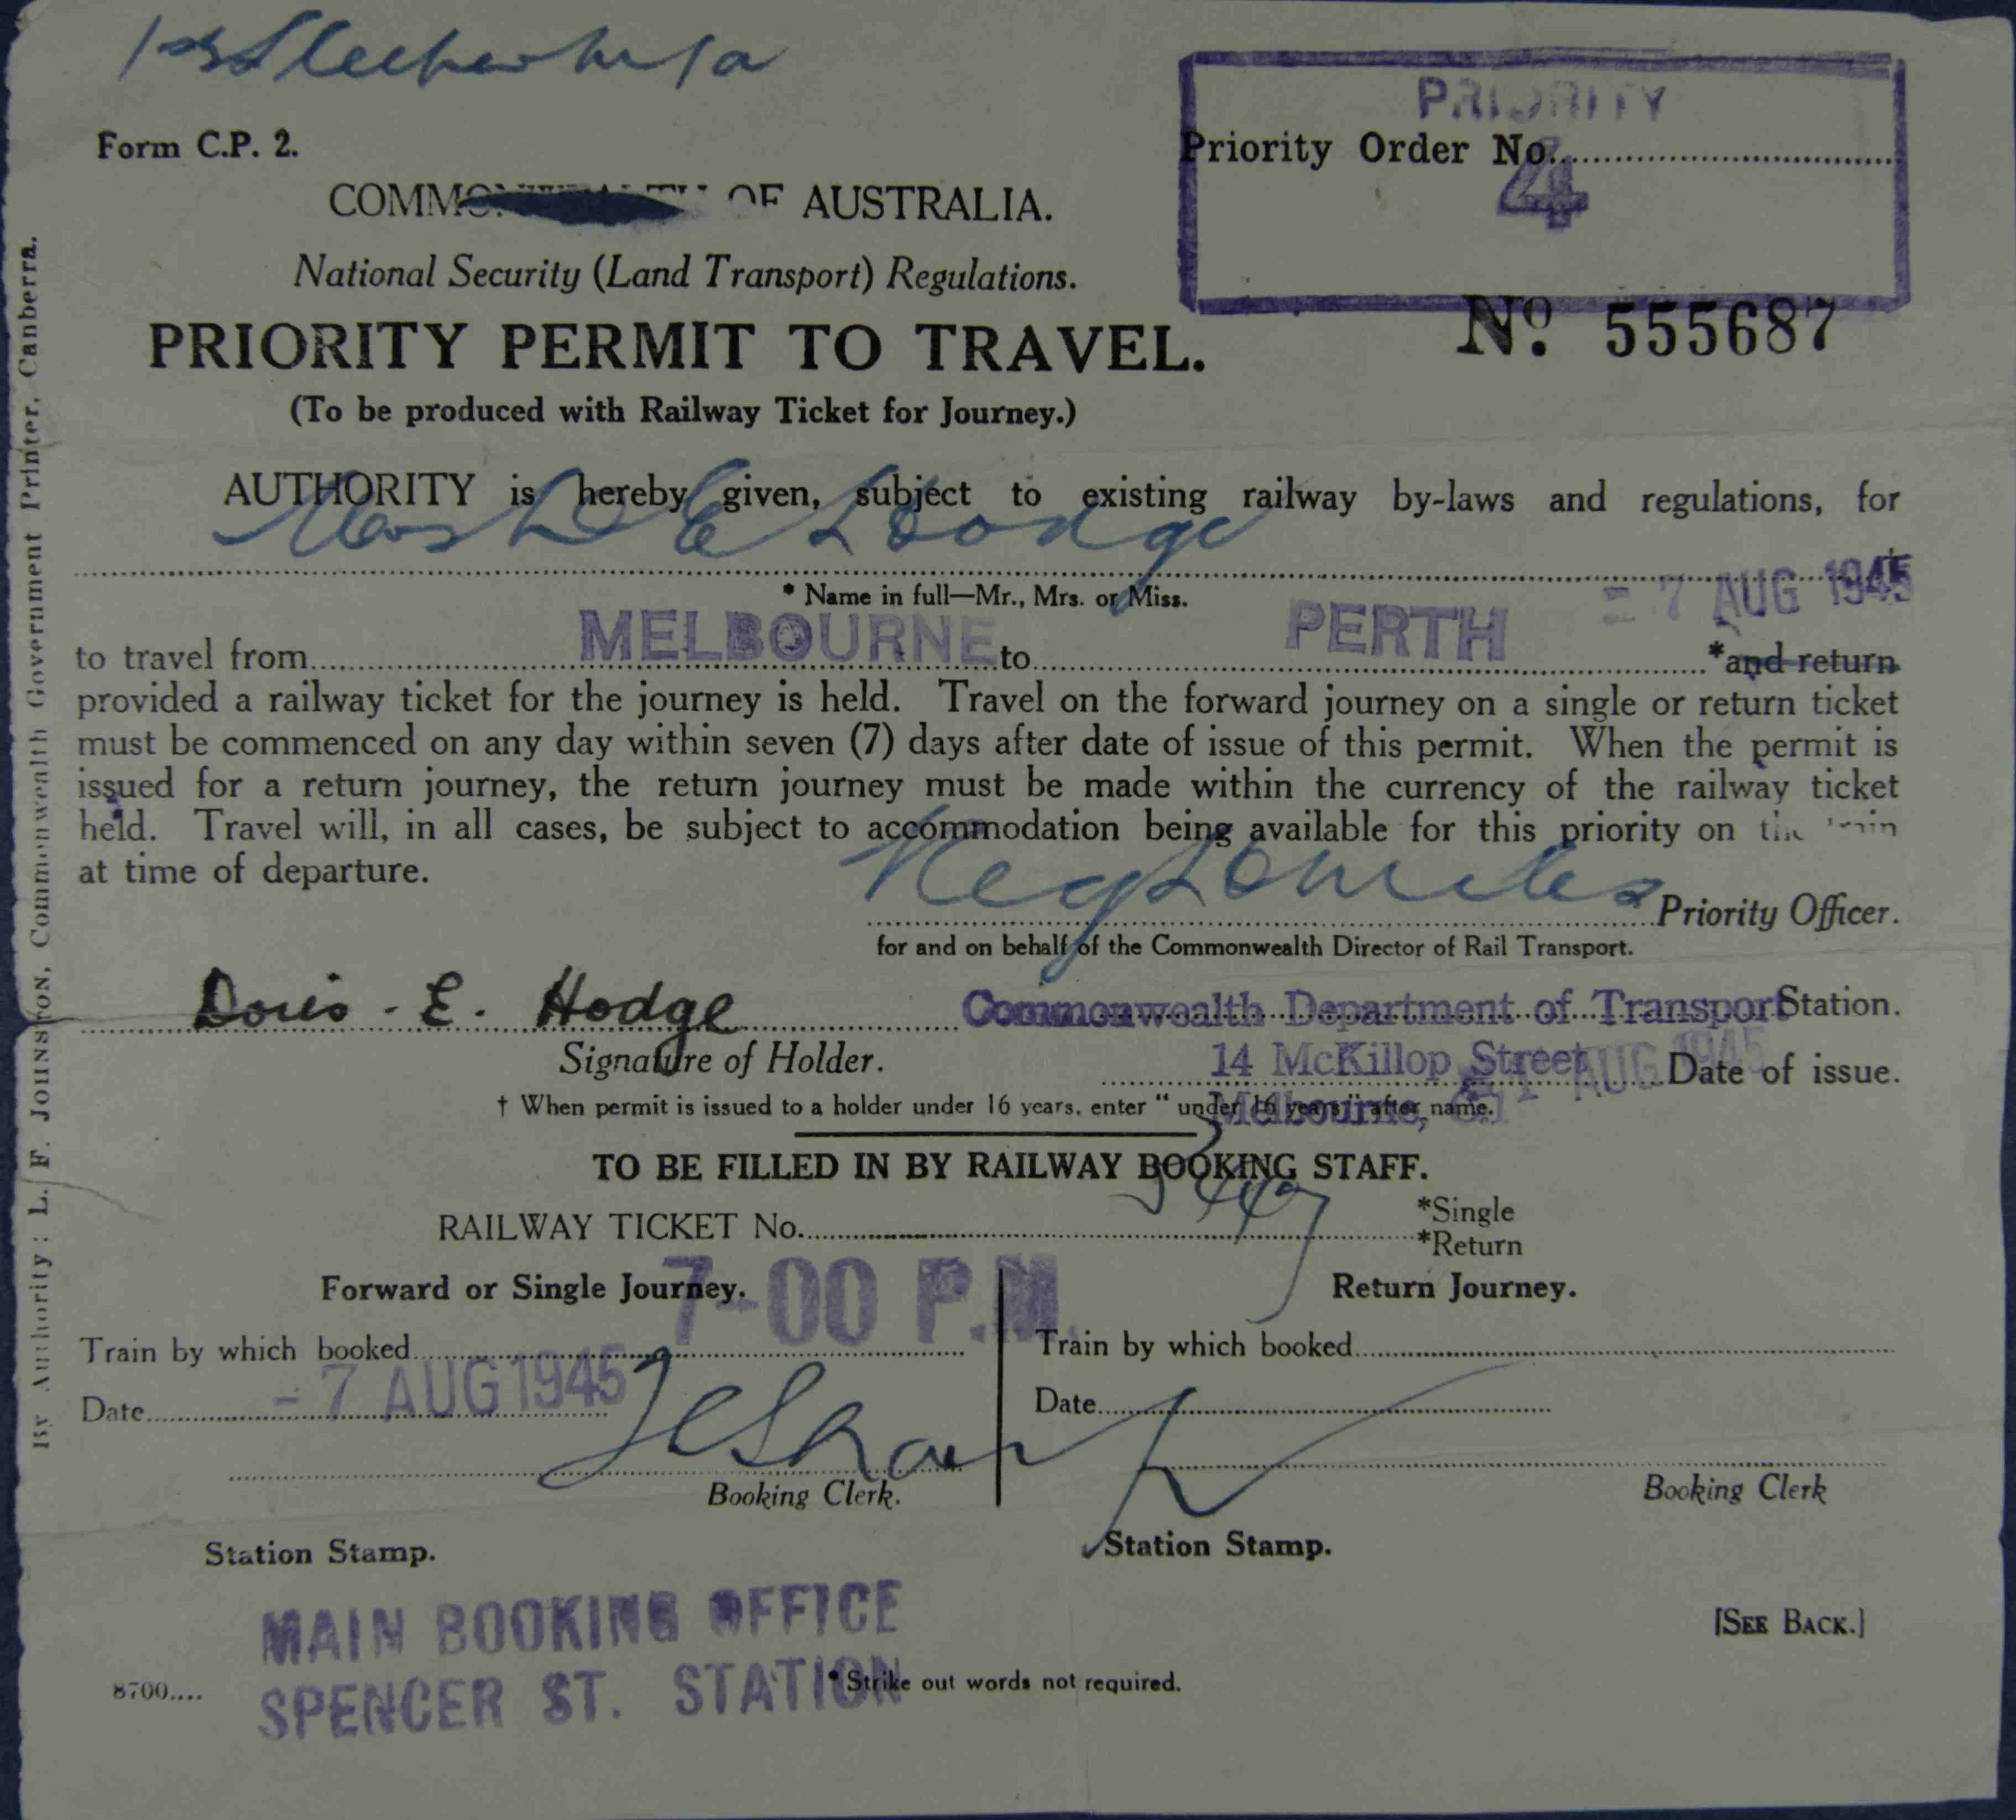 Form C.P. 2.
PRIORITY
Priority Order No.
4
COMMONWEALTH OF AUSTRALIA.
National Security (Land Transport) Regulations.
No. 555687
PRIORITY PERMIT TO TRAVEL.
(To be produced with Railway Ticket for Journey.)
AUTHORITY is hereby given, subject to existing railway by-laws and regulations, for
†
* Name in full—Mr., Mrs. or Miss.
- 7 AUG 1945
to travel from MELBOURNE to PERTH *and return
provided a railway ticket for the journey is held. Travel on the forward journey on a single or return ticket
must be commenced on any day within seven (7) days after date of issue of this permit. When the permit is
issued for a return journey, the return journey must be made within the currency of the railway ticket
held. Travel will, in all cases, be subject to accommodation being available for this priority on the train
at time of departure.
Priority Officer.
for and on behalf of the Commonwealth Director of Rail Transport.
Doris. E. Hodge
Commonwealth Department of Transport Station.
Signature of Holder.
14 McKillop Street
AUG 1945 Date of issue.
Melbourne, C.1
† When permit is issued to a holder under 16 years, enter "under 16 years" after name.
TO BE FILLED IN BY RAILWAY BOOKING STAFF.
RAILWAY TICKET No. *Single
*Return
Forward or Single Journey.
7-00 P.M.
Train by which booked
Date - 7 AUG 1945
Booking Clerk.
Station Stamp.
MAIN BOOKING OFFICE
SPENCER ST. STATION
Return Journey.
Train by which booked
Date
Booking Clerk
Station Stamp.
[SEE BACK.]
8700....
* Strike out words not required.
By Authority: L. F. JOHNSTON, Commonwealth Government Printer, Canberra.